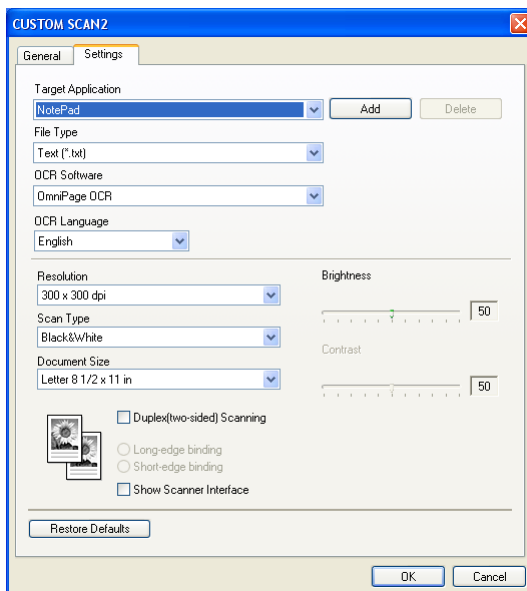 CUSTOM SCAN2
General Settings
Target Application
NotePad Add Delete
File Type
Text (*.txt)
OCR Software
OmniPage OCR
OCR Language
English
Resolution Brightness
300 x 300 dpi 50
Scan Type
Black&White Contrast
Document Size
Letter 8 1/2 x 11 in 50
Duplex(two-sided) Scanning
Long-edge binding
Short-edge binding
Show Scanner Interface
Restore Defaults
OK Cancel